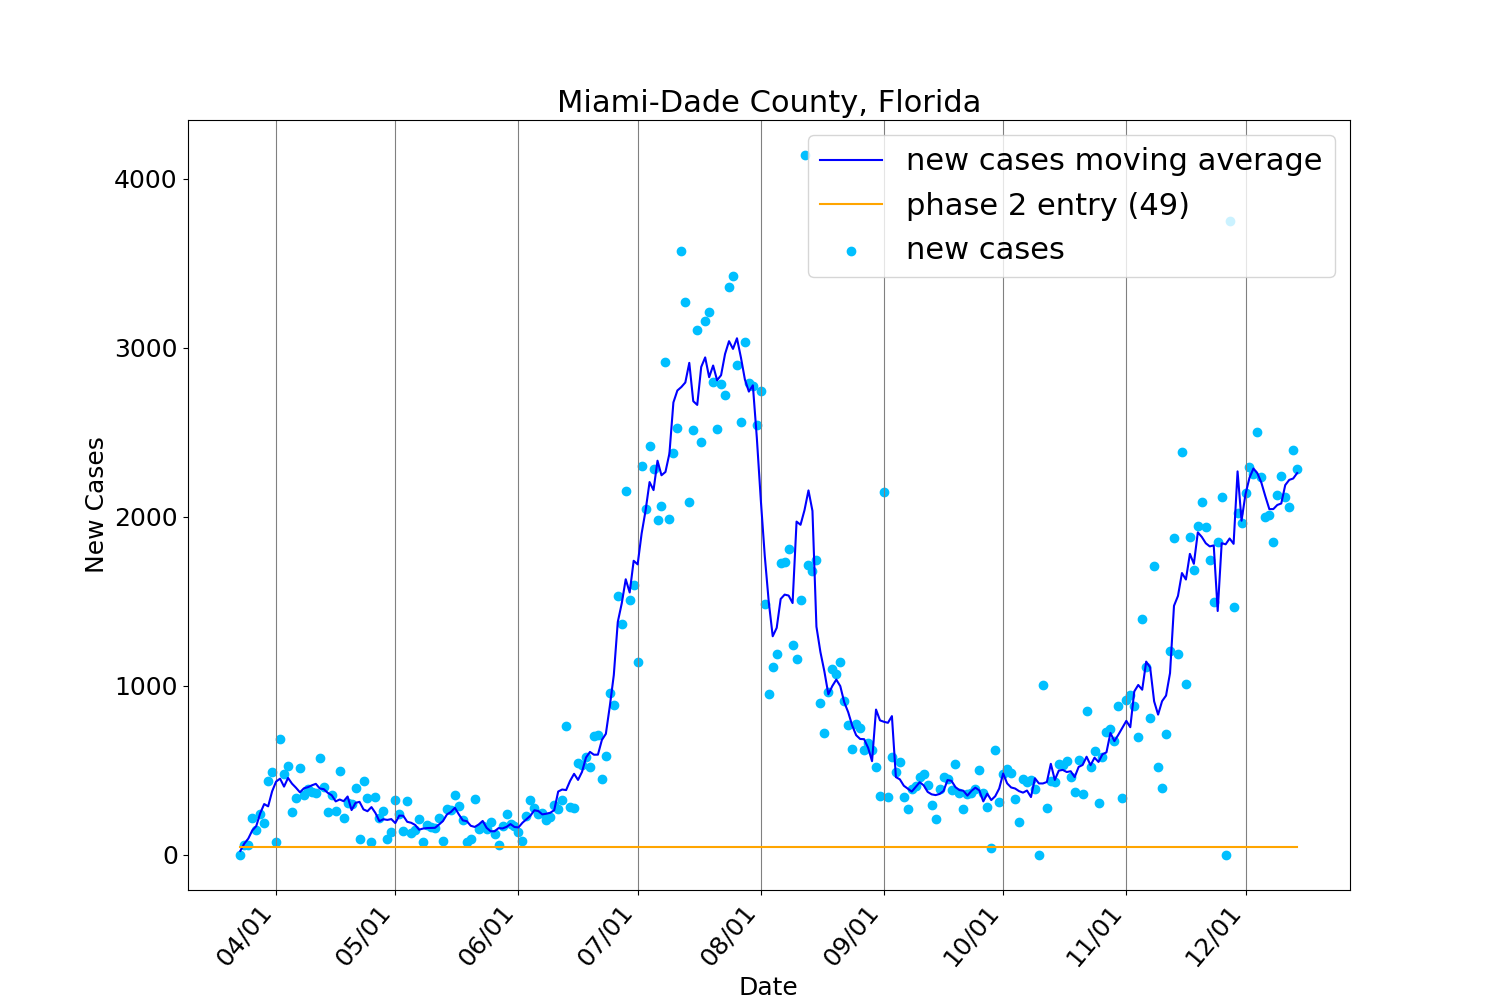 Miami-Dade County, Florida
new cases moving average
phase 2 entry (49)
new cases
4000
3000
2000
1000
0
New Cases
04/01
05/01
06/01
07/01
08/01
09/01
10/01
11/01
12/01
Date